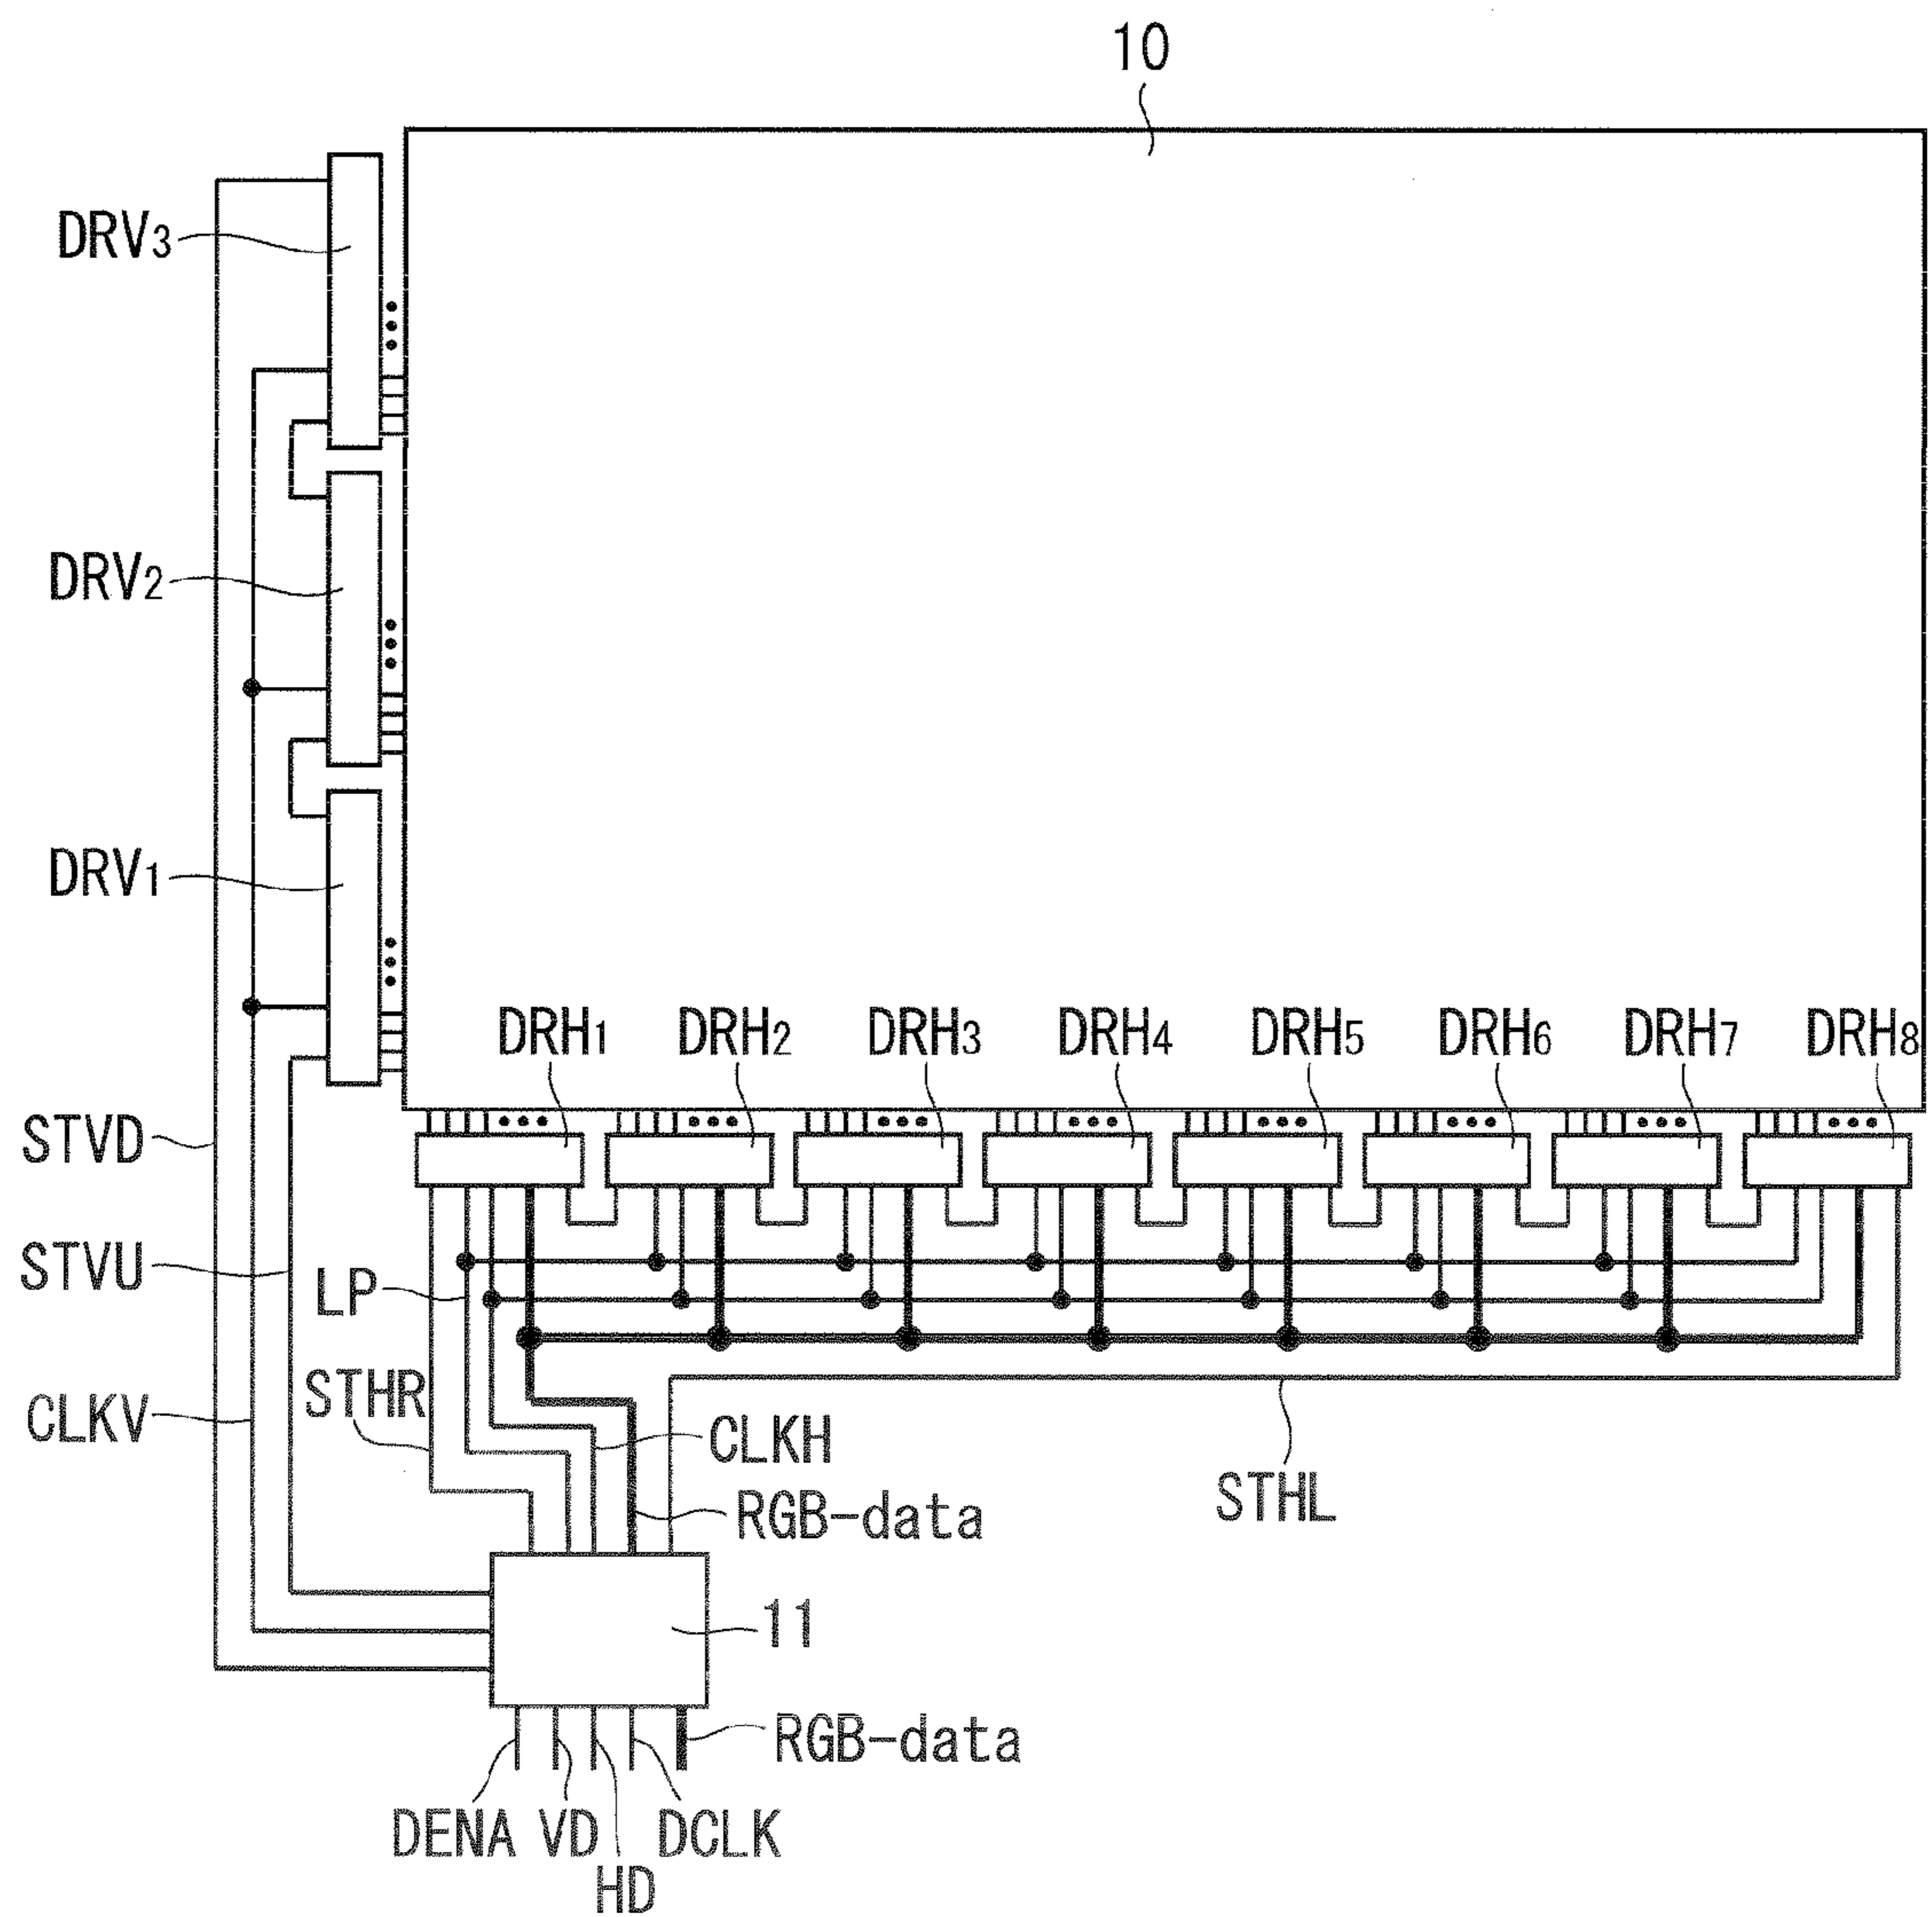 10
DRV3
DRV2
DRV1
DRH1 DRH2 DRH3 DRH4 DRH5 DRH6 DRH7 DRH8
STVD
STVU
LP
STHR
CLKV
CLKH
STHL
RGB-data
11
RGB-data
DENA VD DCLK
HD